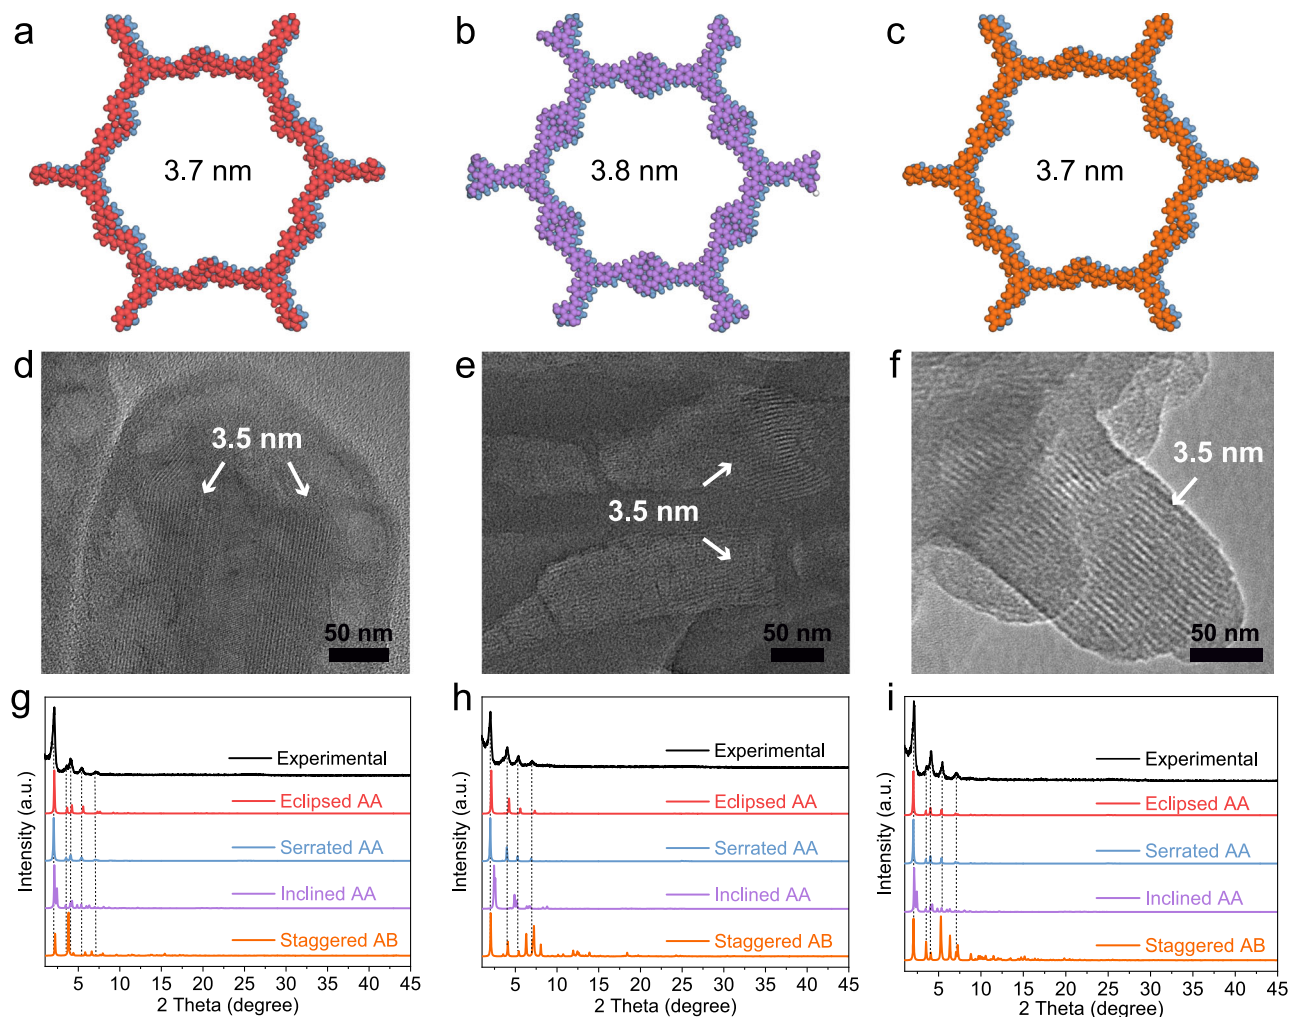 a
b
c
3.7 nm
3.8 nm
3.7 nm
d
e
f
3.5 nm
3.5 nm
3.5 nm
50 nm
50 nm
50 nm
g
h
i
Intensity (a.u.)
Experimental
Eclipsed AA
Serrated AA
Inclined AA
Staggered AB
5 10 15 20 25 30 35 40 45
2 Theta (degree)
Intensity (a.u.)
Experimental
Eclipsed AA
Serrated AA
Inclined AA
Staggered AB
5 10 15 20 25 30 35 40 45
2 Theta (degree)
Intensity (a.u.)
Experimental
Eclipsed AA
Serrated AA
Inclined AA
Staggered AB
5 10 15 20 25 30 35 40 45
2 Theta (degree)